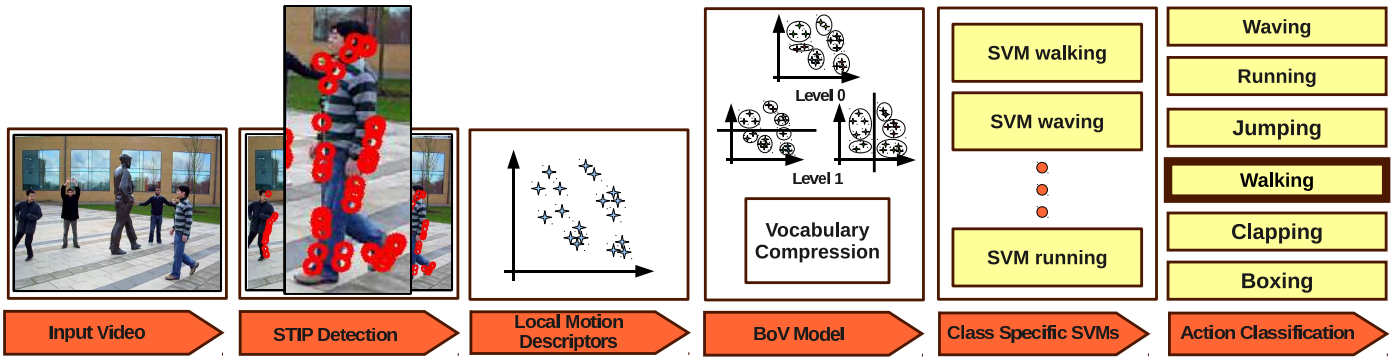 Level 0
Level 1
Vocabulary
Compression
SVM walking
SVM waving
SVM running
Waving
Running
Jumping
Walking
Clapping
Boxing
Input Video
STIP Detection
Local Motion
Descriptors
BoV Model
Class Specific SVMs
Action Classification